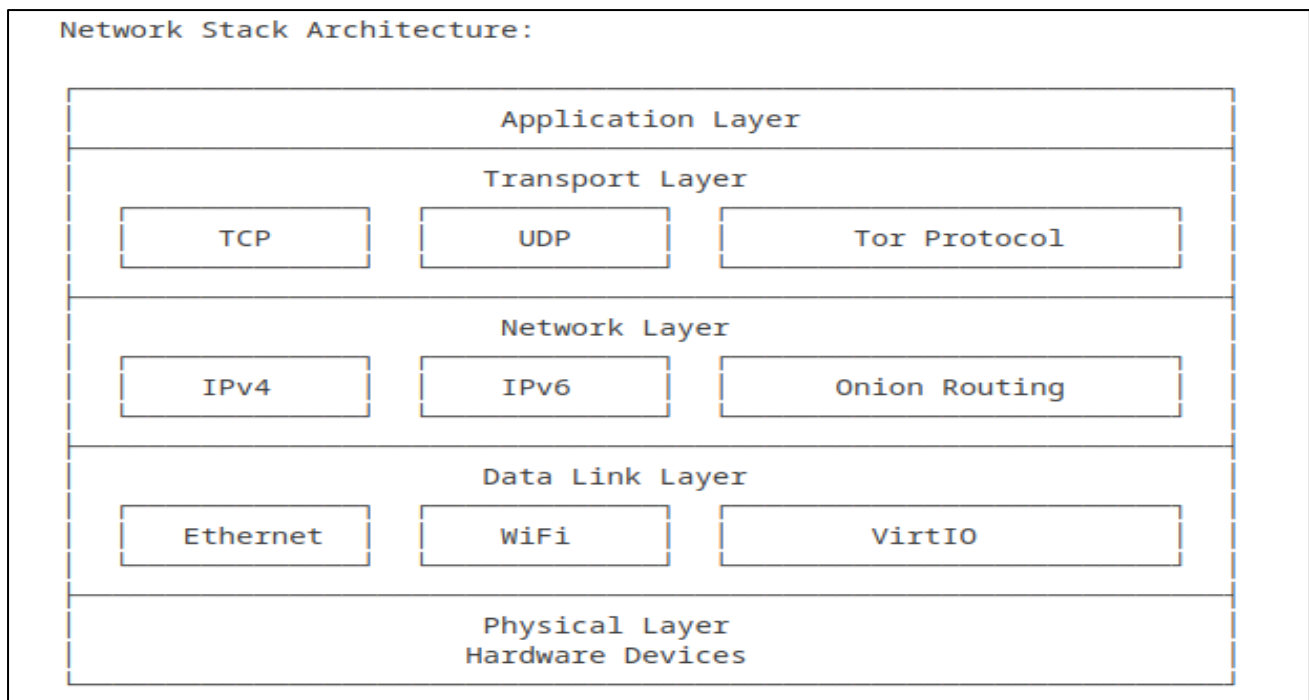 Network Stack Architecture:
Application Layer
Transport Layer
TCP UDP Tor Protocol
Network Layer
IPv4 IPv6 Onion Routing
Data Link Layer
Ethernet WiFi VirtIO
Physical Layer
Hardware Devices